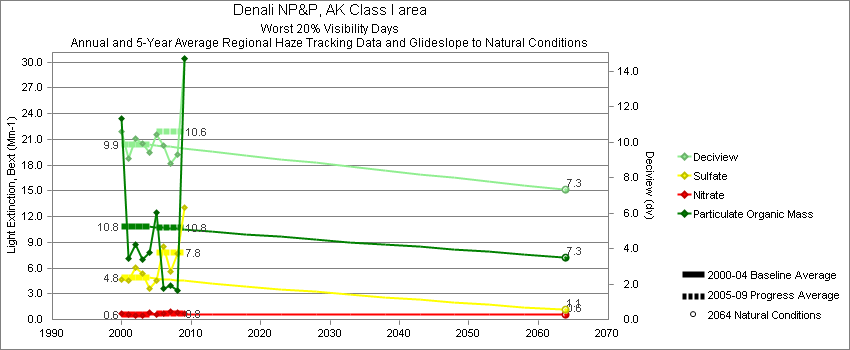 Denali NP&P, AK Class I area
Worst 20% Visibility Days
Annual and 5-Year Average Regional Haze Tracking Data and Glideslope to Natural Conditions
Light Extinction, Bext (Mm-1)
30.0
27.0
24.0
21.0
18.0
15.0
12.0
9.0
6.0
3.0
0.0
9.9
10.6
7.3
10.8
10.8
7.3
4.8
7.8
1.1
0.6
0.8
0.6
14.0
12.0
10.0
8.0
6.0
4.0
2.0
0.0
Deciview (dv)
1990 2000 2010 2020 2030 2040 2050 2060 2070
Deciview
Sulfate
Nitrate
Particulate Organic Mass
2000-04 Baseline Average
2005-09 Progress Average
2064 Natural Conditions